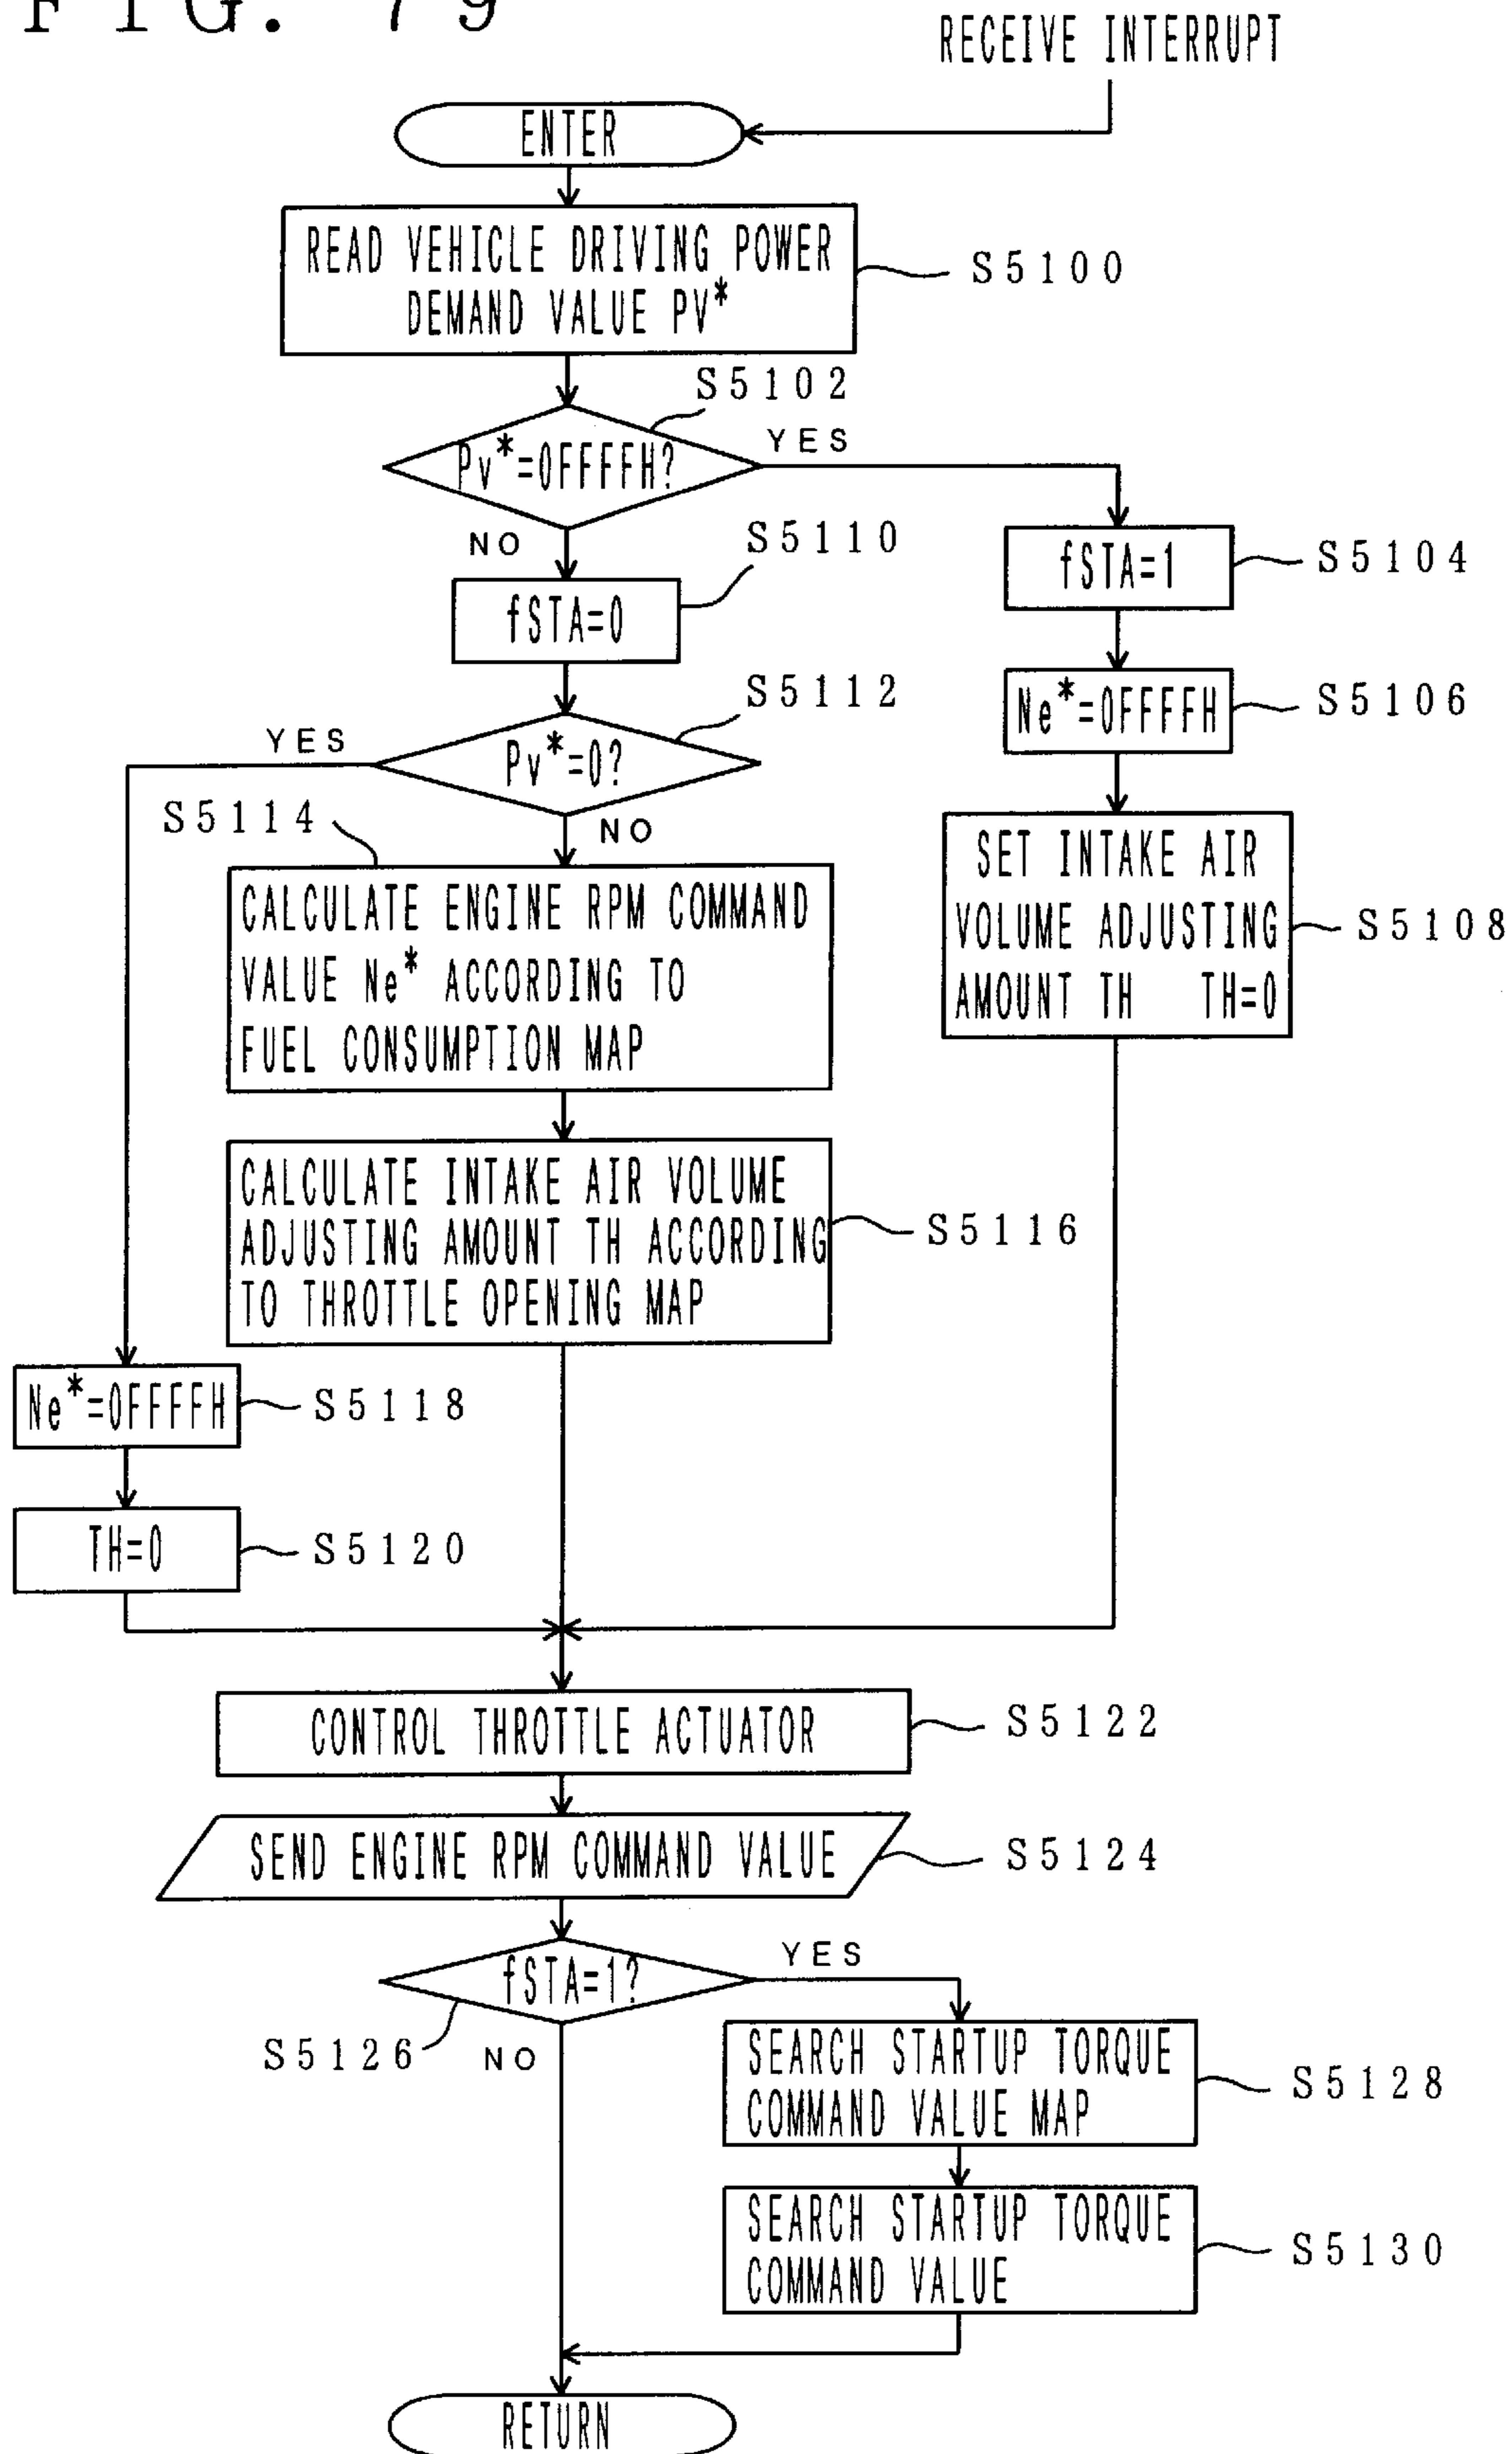 FIG. 79
RECEIVE INTERRUPT
ENTER
READ VEHICLE DRIVING POWER
DEMAND VALUE PV*
S5100
S5102
Pv*=0FFFFH?
YES
NO
S5110
fSTA=0
fSTA=1
S5104
Ne*=0FFFFH
S5106
S5112
YES
Pv*=0?
NO
S5114
SET INTAKE AIR
VOLUME ADJUSTING
AMOUNT TH TH=0
S5108
CALCULATE ENGINE RPM COMMAND
VALUE Ne* ACCORDING TO
FUEL CONSUMPTION MAP
CALCULATE INTAKE AIR VOLUME
ADJUSTING AMOUNT TH ACCORDING
TO THROTTLE OPENING MAP
S5116
Ne*=0FFFFH
S5118
TH=0
S5120
CONTROL THROTTLE ACTUATOR
S5122
SEND ENGINE RPM COMMAND VALUE
S5124
fSTA=1?
YES
S5126
NO
SEARCH STARTUP TORQUE
COMMAND VALUE MAP
S5128
SEARCH STARTUP TORQUE
COMMAND VALUE
S5130
RETURN